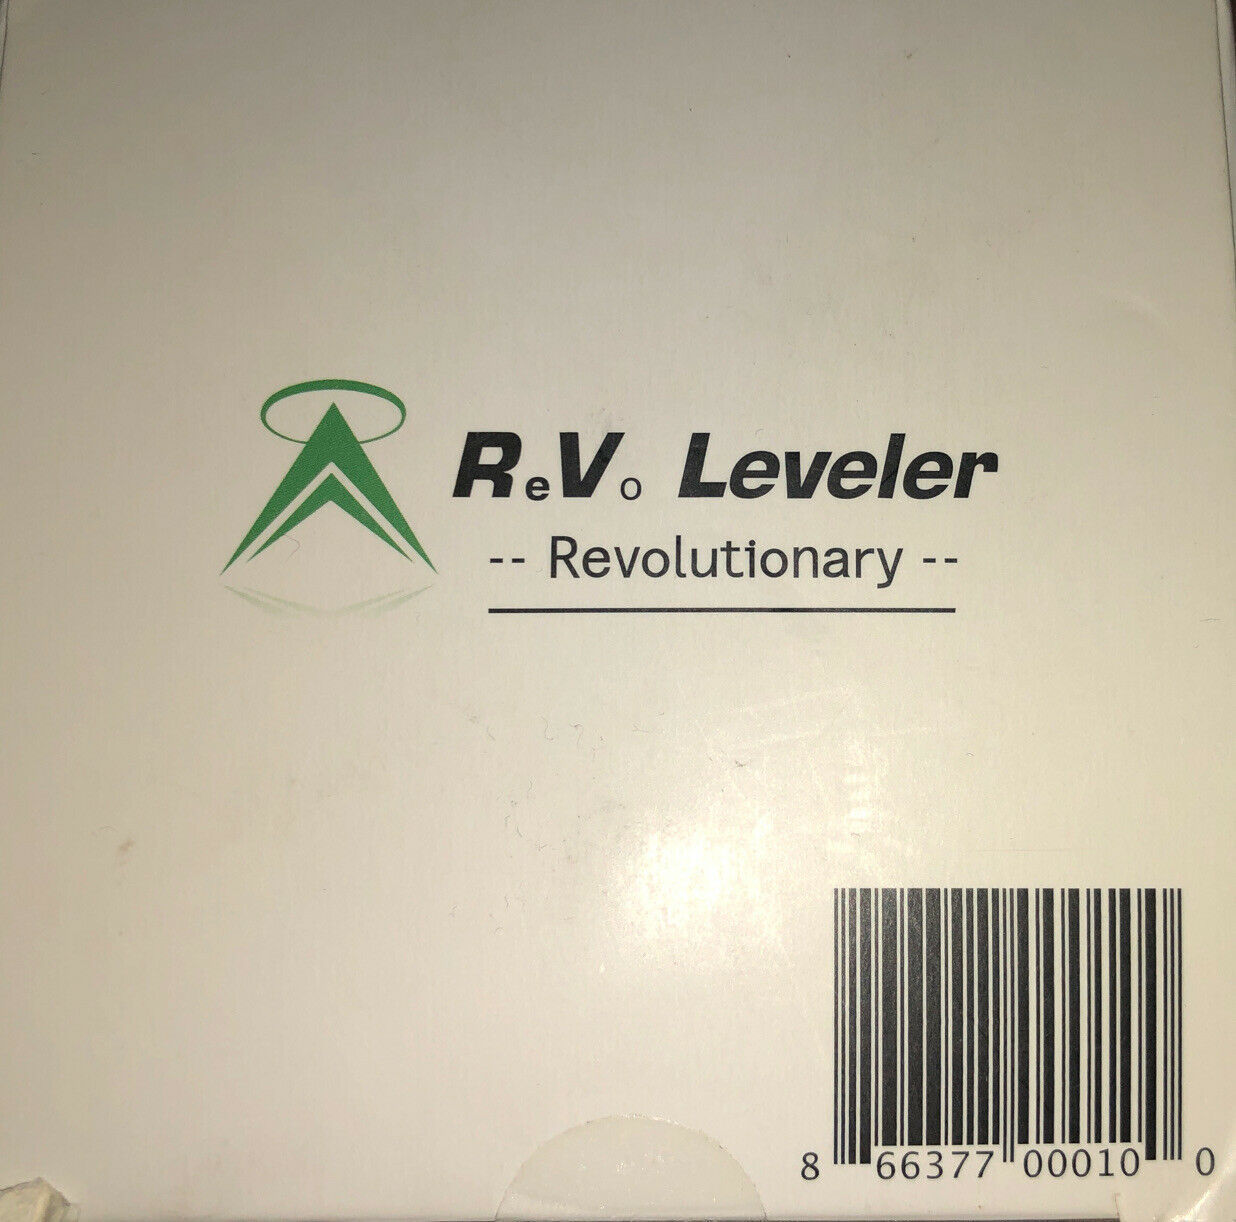 ReVo Leveler
-- Revolutionary --
8 66377 00010 0